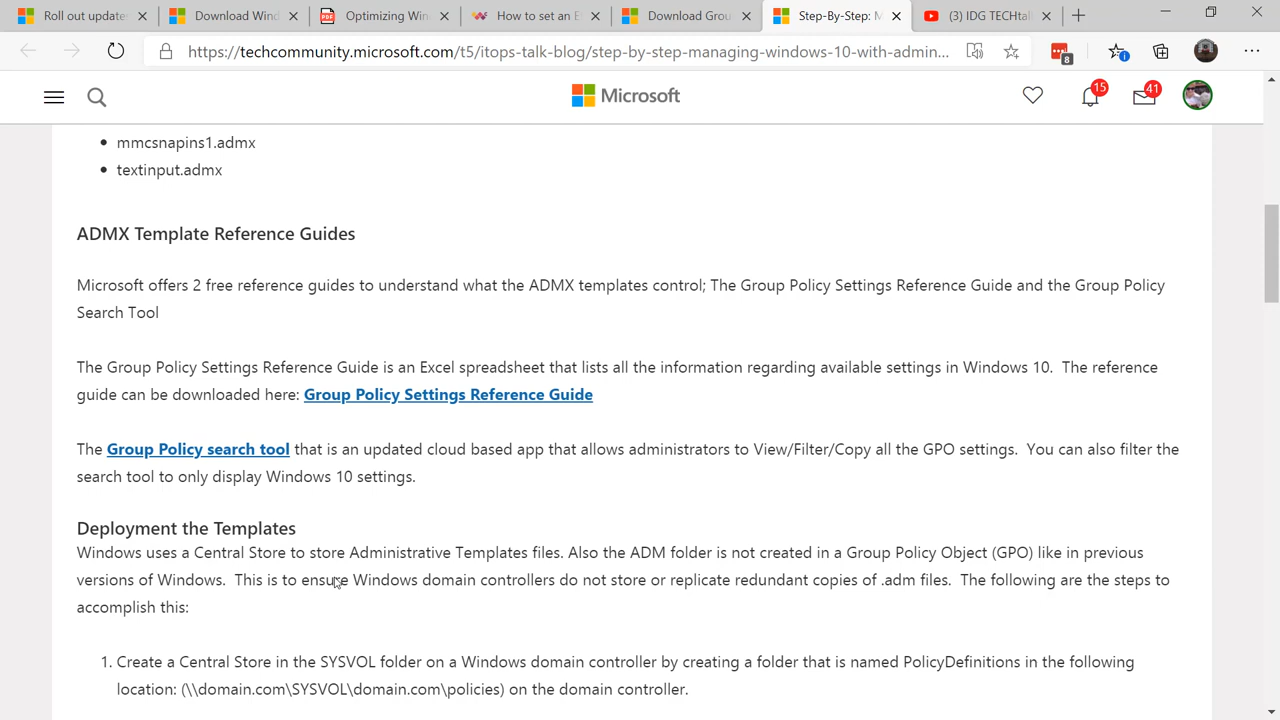 Roll out updates
Download Wind
Optimizing Win
How to set an E
Download Grou
Step-By-Step: M
(3) IDG TECHtal
https://techcommunity.microsoft.com/t5/itops-talk-blog/step-by-step-managing-windows-10-with-admin...
8
Microsoft
15
41
• mmcsnapins1.admx
• textinput.admx
ADMX Template Reference Guides
Microsoft offers 2 free reference guides to understand what the ADMX templates control; The Group Policy Settings Reference Guide and the Group Policy
Search Tool
The Group Policy Settings Reference Guide is an Excel spreadsheet that lists all the information regarding available settings in Windows 10. The reference
guide can be downloaded here: Group Policy Settings Reference Guide
The Group Policy search tool that is an updated cloud based app that allows administrators to View/Filter/Copy all the GPO settings. You can also filter the
search tool to only display Windows 10 settings.
Deployment the Templates
Windows uses a Central Store to store Administrative Templates files. Also the ADM folder is not created in a Group Policy Object (GPO) like in previous
versions of Windows. This is to ensure Windows domain controllers do not store or replicate redundant copies of .adm files. The following are the steps to
accomplish this:
1. Create a Central Store in the SYSVOL folder on a Windows domain controller by creating a folder that is named PolicyDefinitions in the following
location: (\\domain.com\SYSVOL\domain.com\policies) on the domain controller.